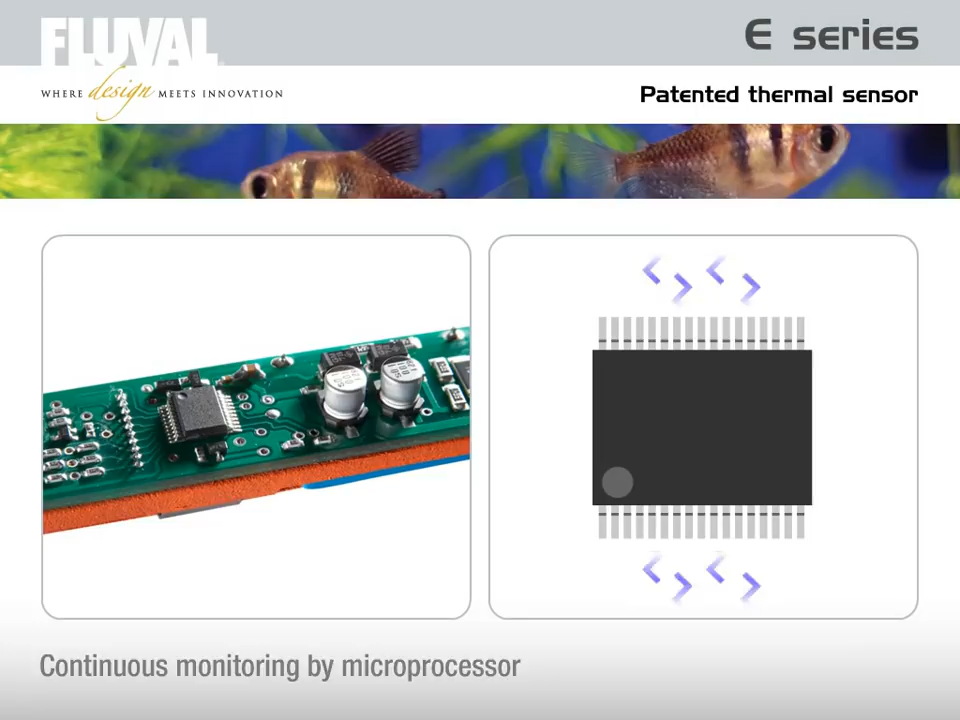 FLUVAL
WHERE design MEETS INNOVATION
E series
Patented thermal sensor
Continuous monitoring by microprocessor